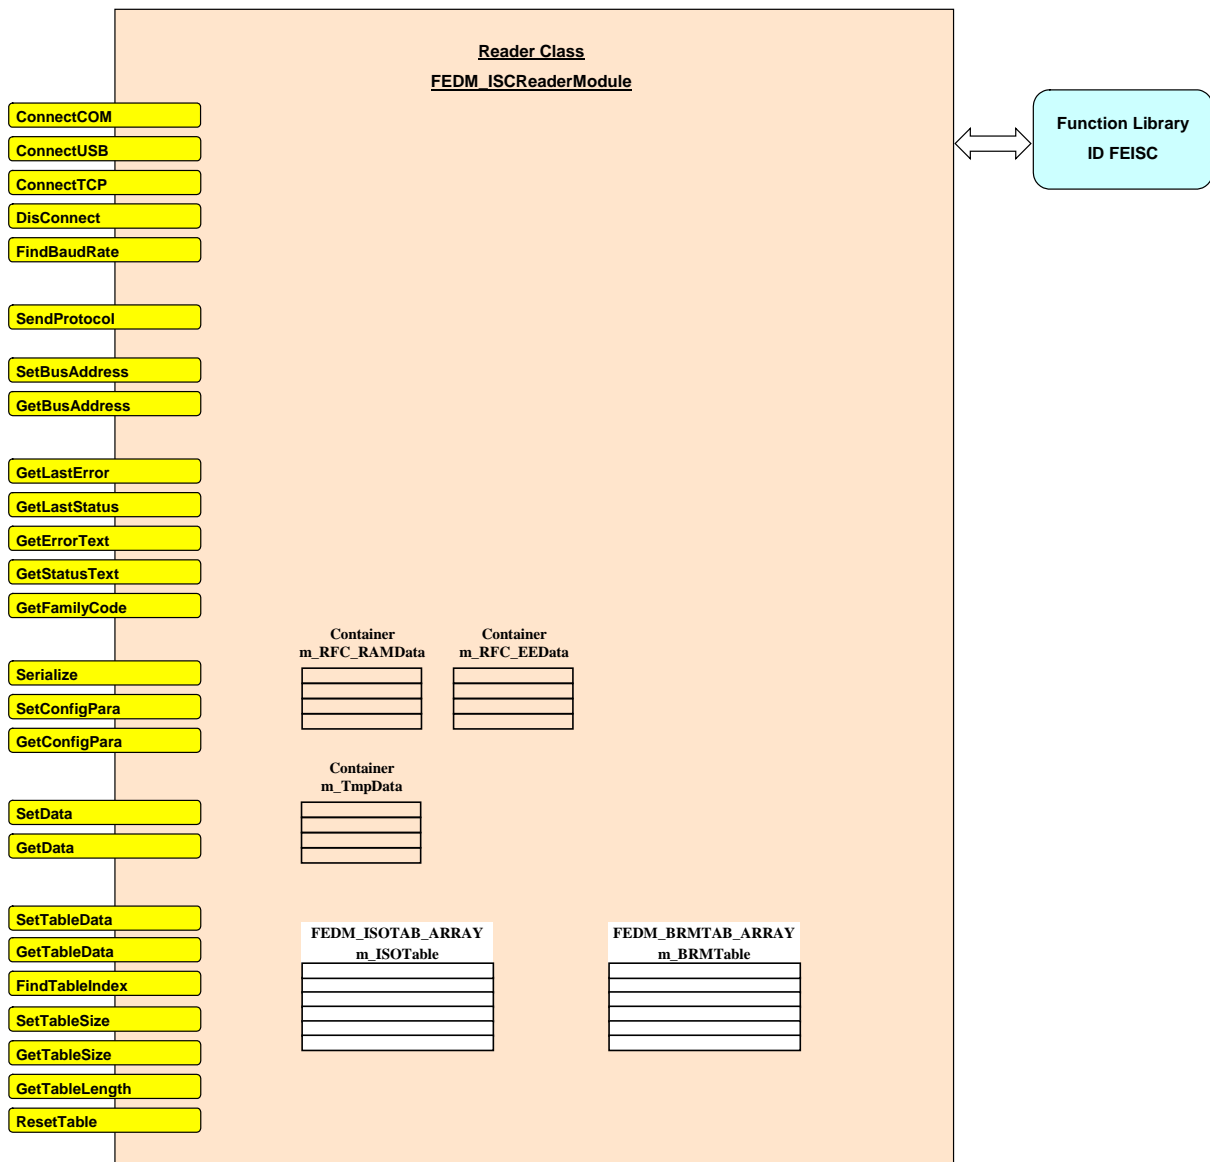 Reader Class
FEDM_ISCReaderModule
Function Library
ID FEISC
ConnectCOM
ConnectUSB
ConnectTCP
DisConnect
FindBaudRate
SendProtocol
SetBusAddress
GetBusAddress
GetLastError
GetLastStatus
GetErrorText
GetStatusText
GetFamilyCode
Serialize
SetConfigPara
GetConfigPara
SetData
GetData
SetTableData
GetTableData
FindTableIndex
SetTableSize
GetTableSize
GetTableLength
ResetTable
Container
m_RFC_RAMData
Container
m_RFC_EEData
Container
m_TmpData
FEDM_ISOTAB_ARRAY
m_ISOTable
FEDM_BRMTAB_ARRAY
m_BRMTable